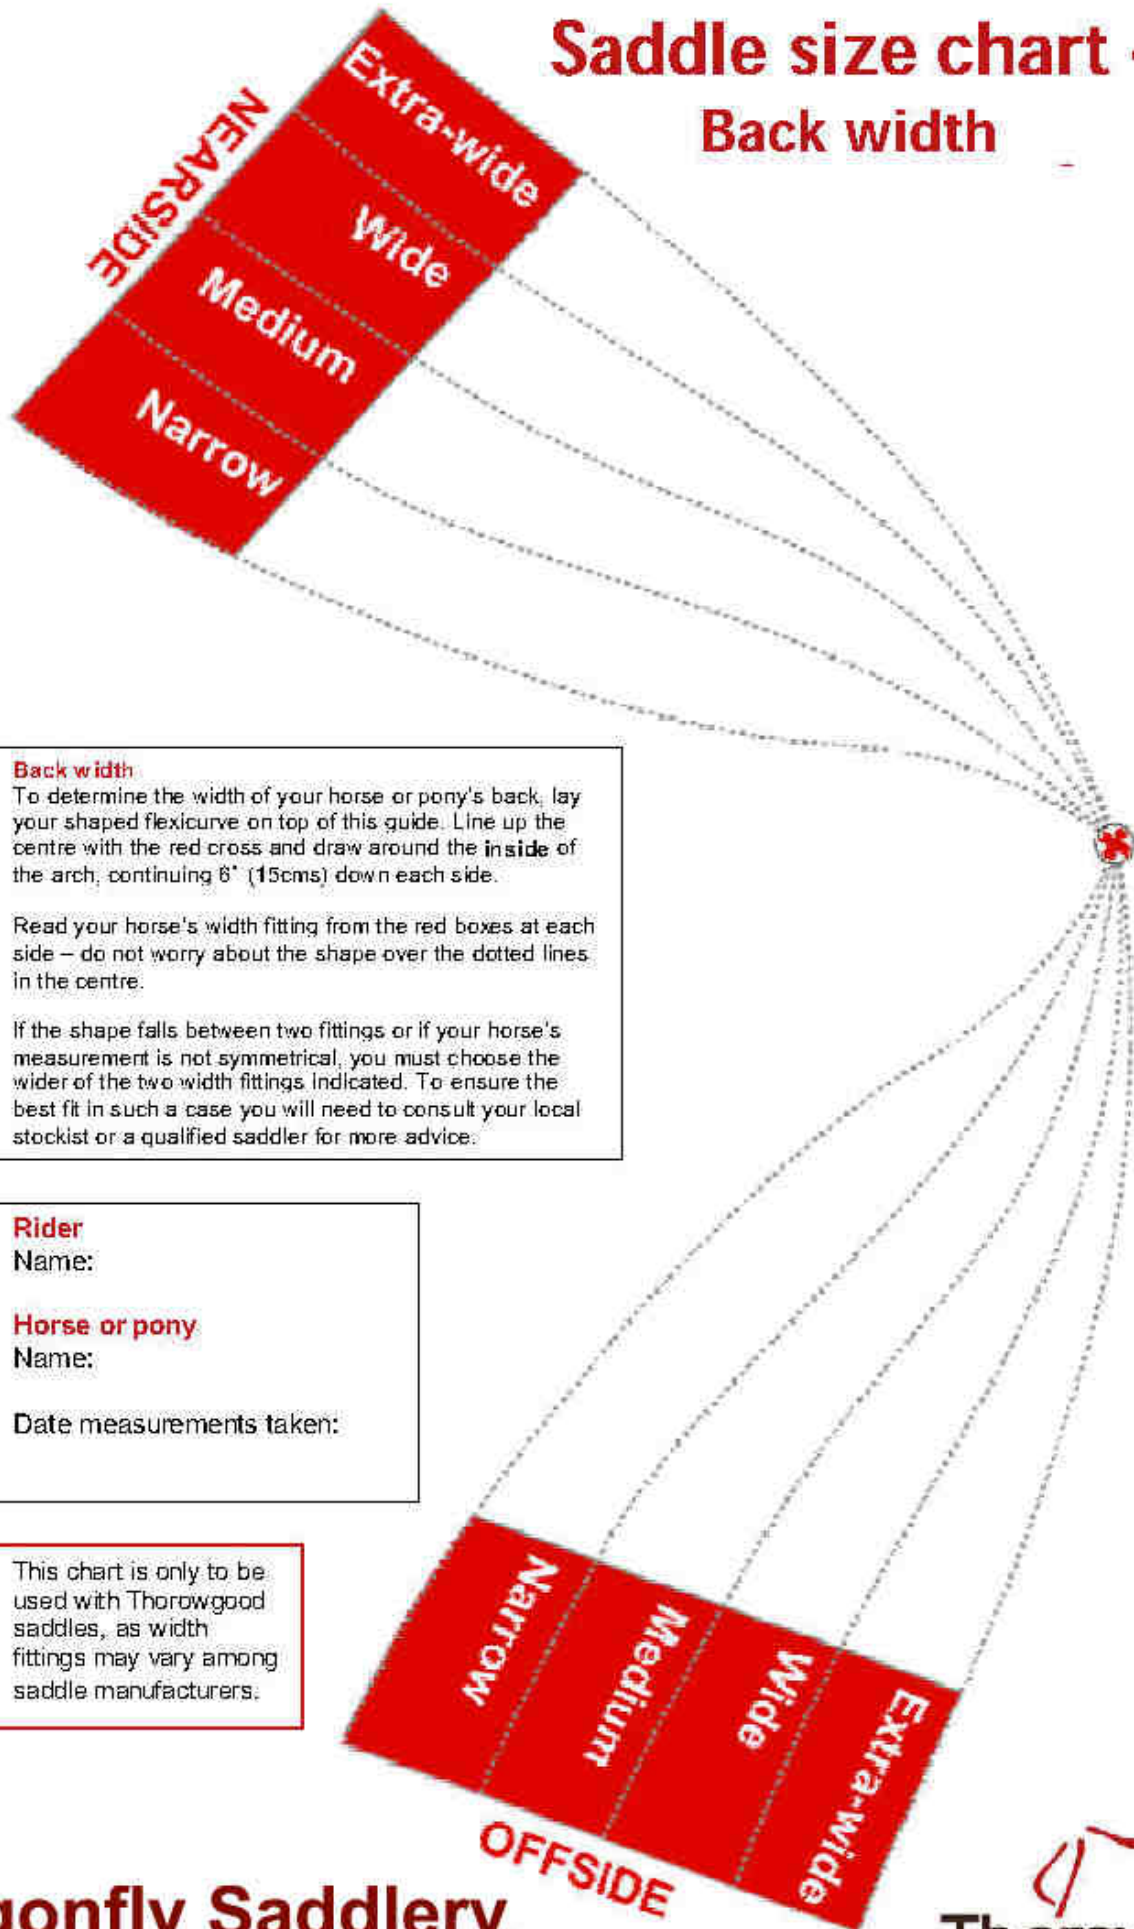 Saddle size chart -
Back width
NEARSIDE
Extra-wide
Wide
Medium
Narrow
Back width
To determine the width of your horse or pony's back, lay
your shaped flexicurve on top of this guide. Line up the
centre with the red cross and draw around the inside of
the arch, continuing 6" (15cms) down each side.
Read your horse's width fitting from the red boxes at each
side – do not worry about the shape over the dotted lines
in the centre.
If the shape falls between two fittings or if your horse's
measurement is not symmetrical, you must choose the
wider of the two width fittings indicated. To ensure the
best fit in such a case you will need to consult your local
stockist or a qualified saddler for more advice.
Rider
Name:
Horse or pony
Name:
Date measurements taken:
This chart is only to be
used with Thorowgood
saddles, as width
fittings may vary among
saddle manufacturers.
Narrow
Medium
Wide
Extra-wide
OFFSIDE
gonfly Saddlery